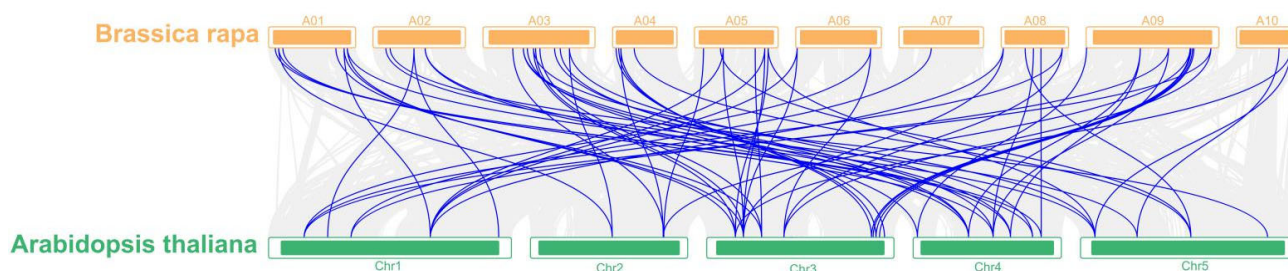 A01 A02 A03 A04 A05 A06 A07 A08 A09 A10
Brassica rapa
Arabidopsis thaliana
Chr1 Chr2 Chr3 Chr4 Chr5